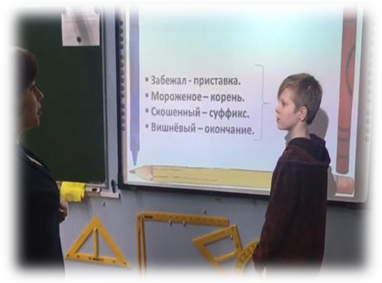 ▪ Забежал - приставка.
▪ Мороженое – корень.
▪ Скошенный – суффикс.
▪ Вишнёвый – окончание.